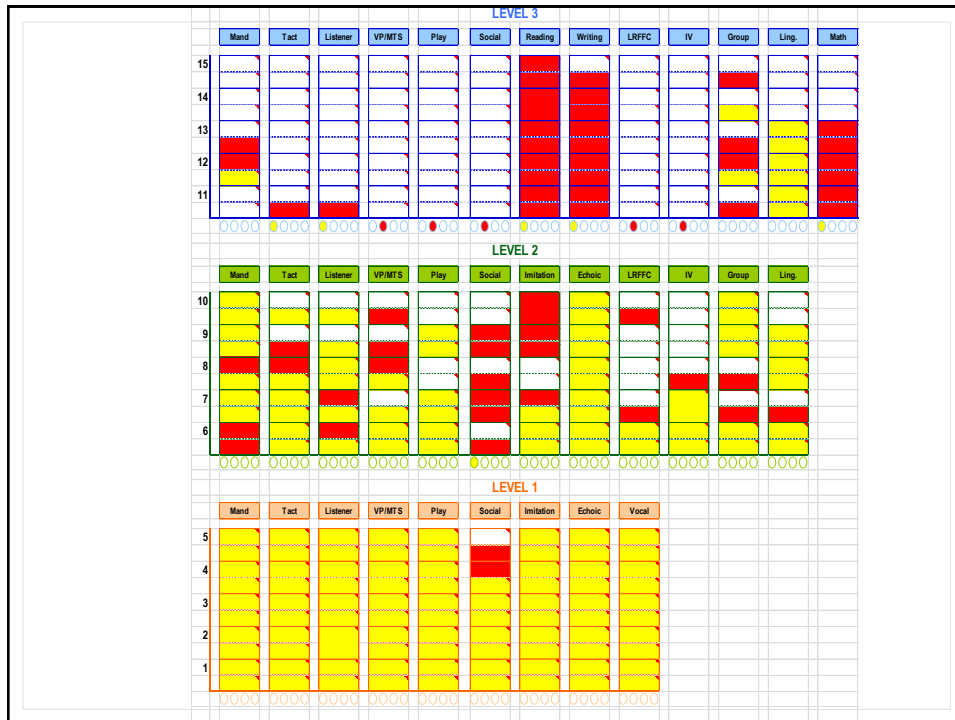 LEVEL 3
Mand Tact Listener VP/MTS Play Social Reading Writing LRFFC IV Group Ling. Math
15
14
13
12
11
LEVEL 2
Mand Tact Listener VP/MTS Play Social Imitation Echoic LRFFC IV Group Ling.
10
9
8
7
6
LEVEL 1
Mand Tact Listener VP/MTS Play Social Imitation Echoic Vocal
5
4
3
2
1